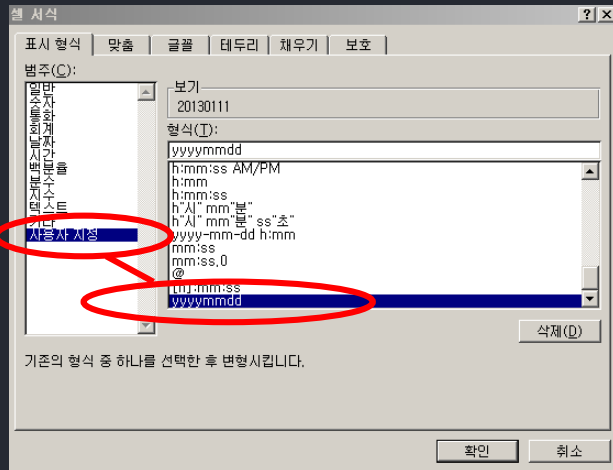 셀 서식
표시 형식 맞춤 글꼴 테두리 채우기 보호
범주(C):
일반
숫자
통화
회계
날짜
시간
백분율
분수
지수
텍스트
기타
사용자 지정
보기
20130111
형식(T):
yyyymmdd
h:mm:ss AM/PM
h:mm
h:mm:ss
h"시" mm"분"
h"시" mm"분" ss"초"
yyyy-mm-dd h:mm
mm:ss
mm:ss.0
@
[h]:mm:ss
yyyymmdd
삭제(D)
기존의 형식 중 하나를 선택한 후 변형시킵니다.
확인 취소